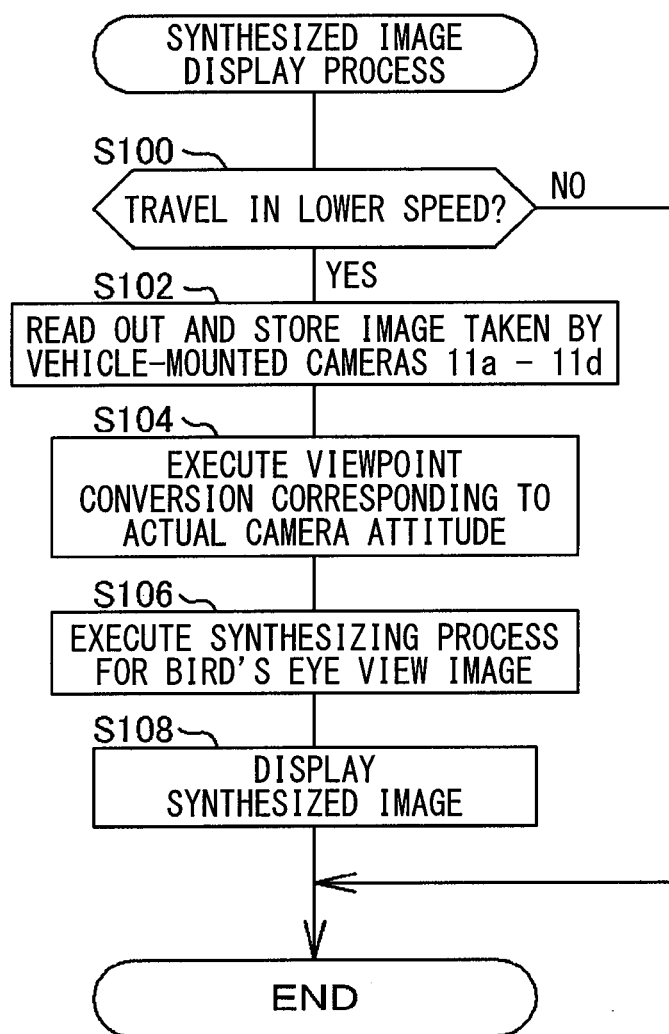 SYNTHESIZED IMAGE
DISPLAY PROCESS
S100
TRAVEL IN LOWER SPEED?
NO
YES
S102
READ OUT AND STORE IMAGE TAKEN BY
VEHICLE-MOUNTED CAMERAS 11a - 11d
S104
EXECUTE VIEWPOINT
CONVERSION CORRESPONDING TO
ACTUAL CAMERA ATTITUDE
S106
EXECUTE SYNTHESIZING PROCESS
FOR BIRD'S EYE VIEW IMAGE
S108
DISPLAY
SYNTHESIZED IMAGE
END